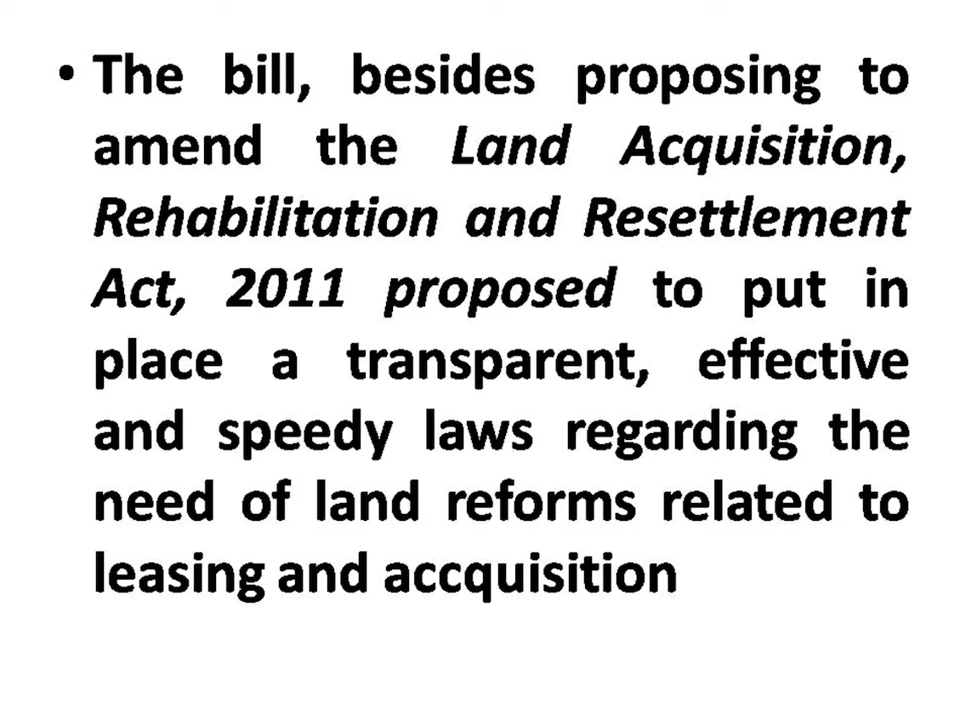 • The bill, besides proposing to
amend the Land Acquisition,
Rehabilitation and Resettlement
Act, 2011 proposed to put in
place a transparent, effective
and speedy laws regarding the
need of land reforms related to
leasing and accquisition